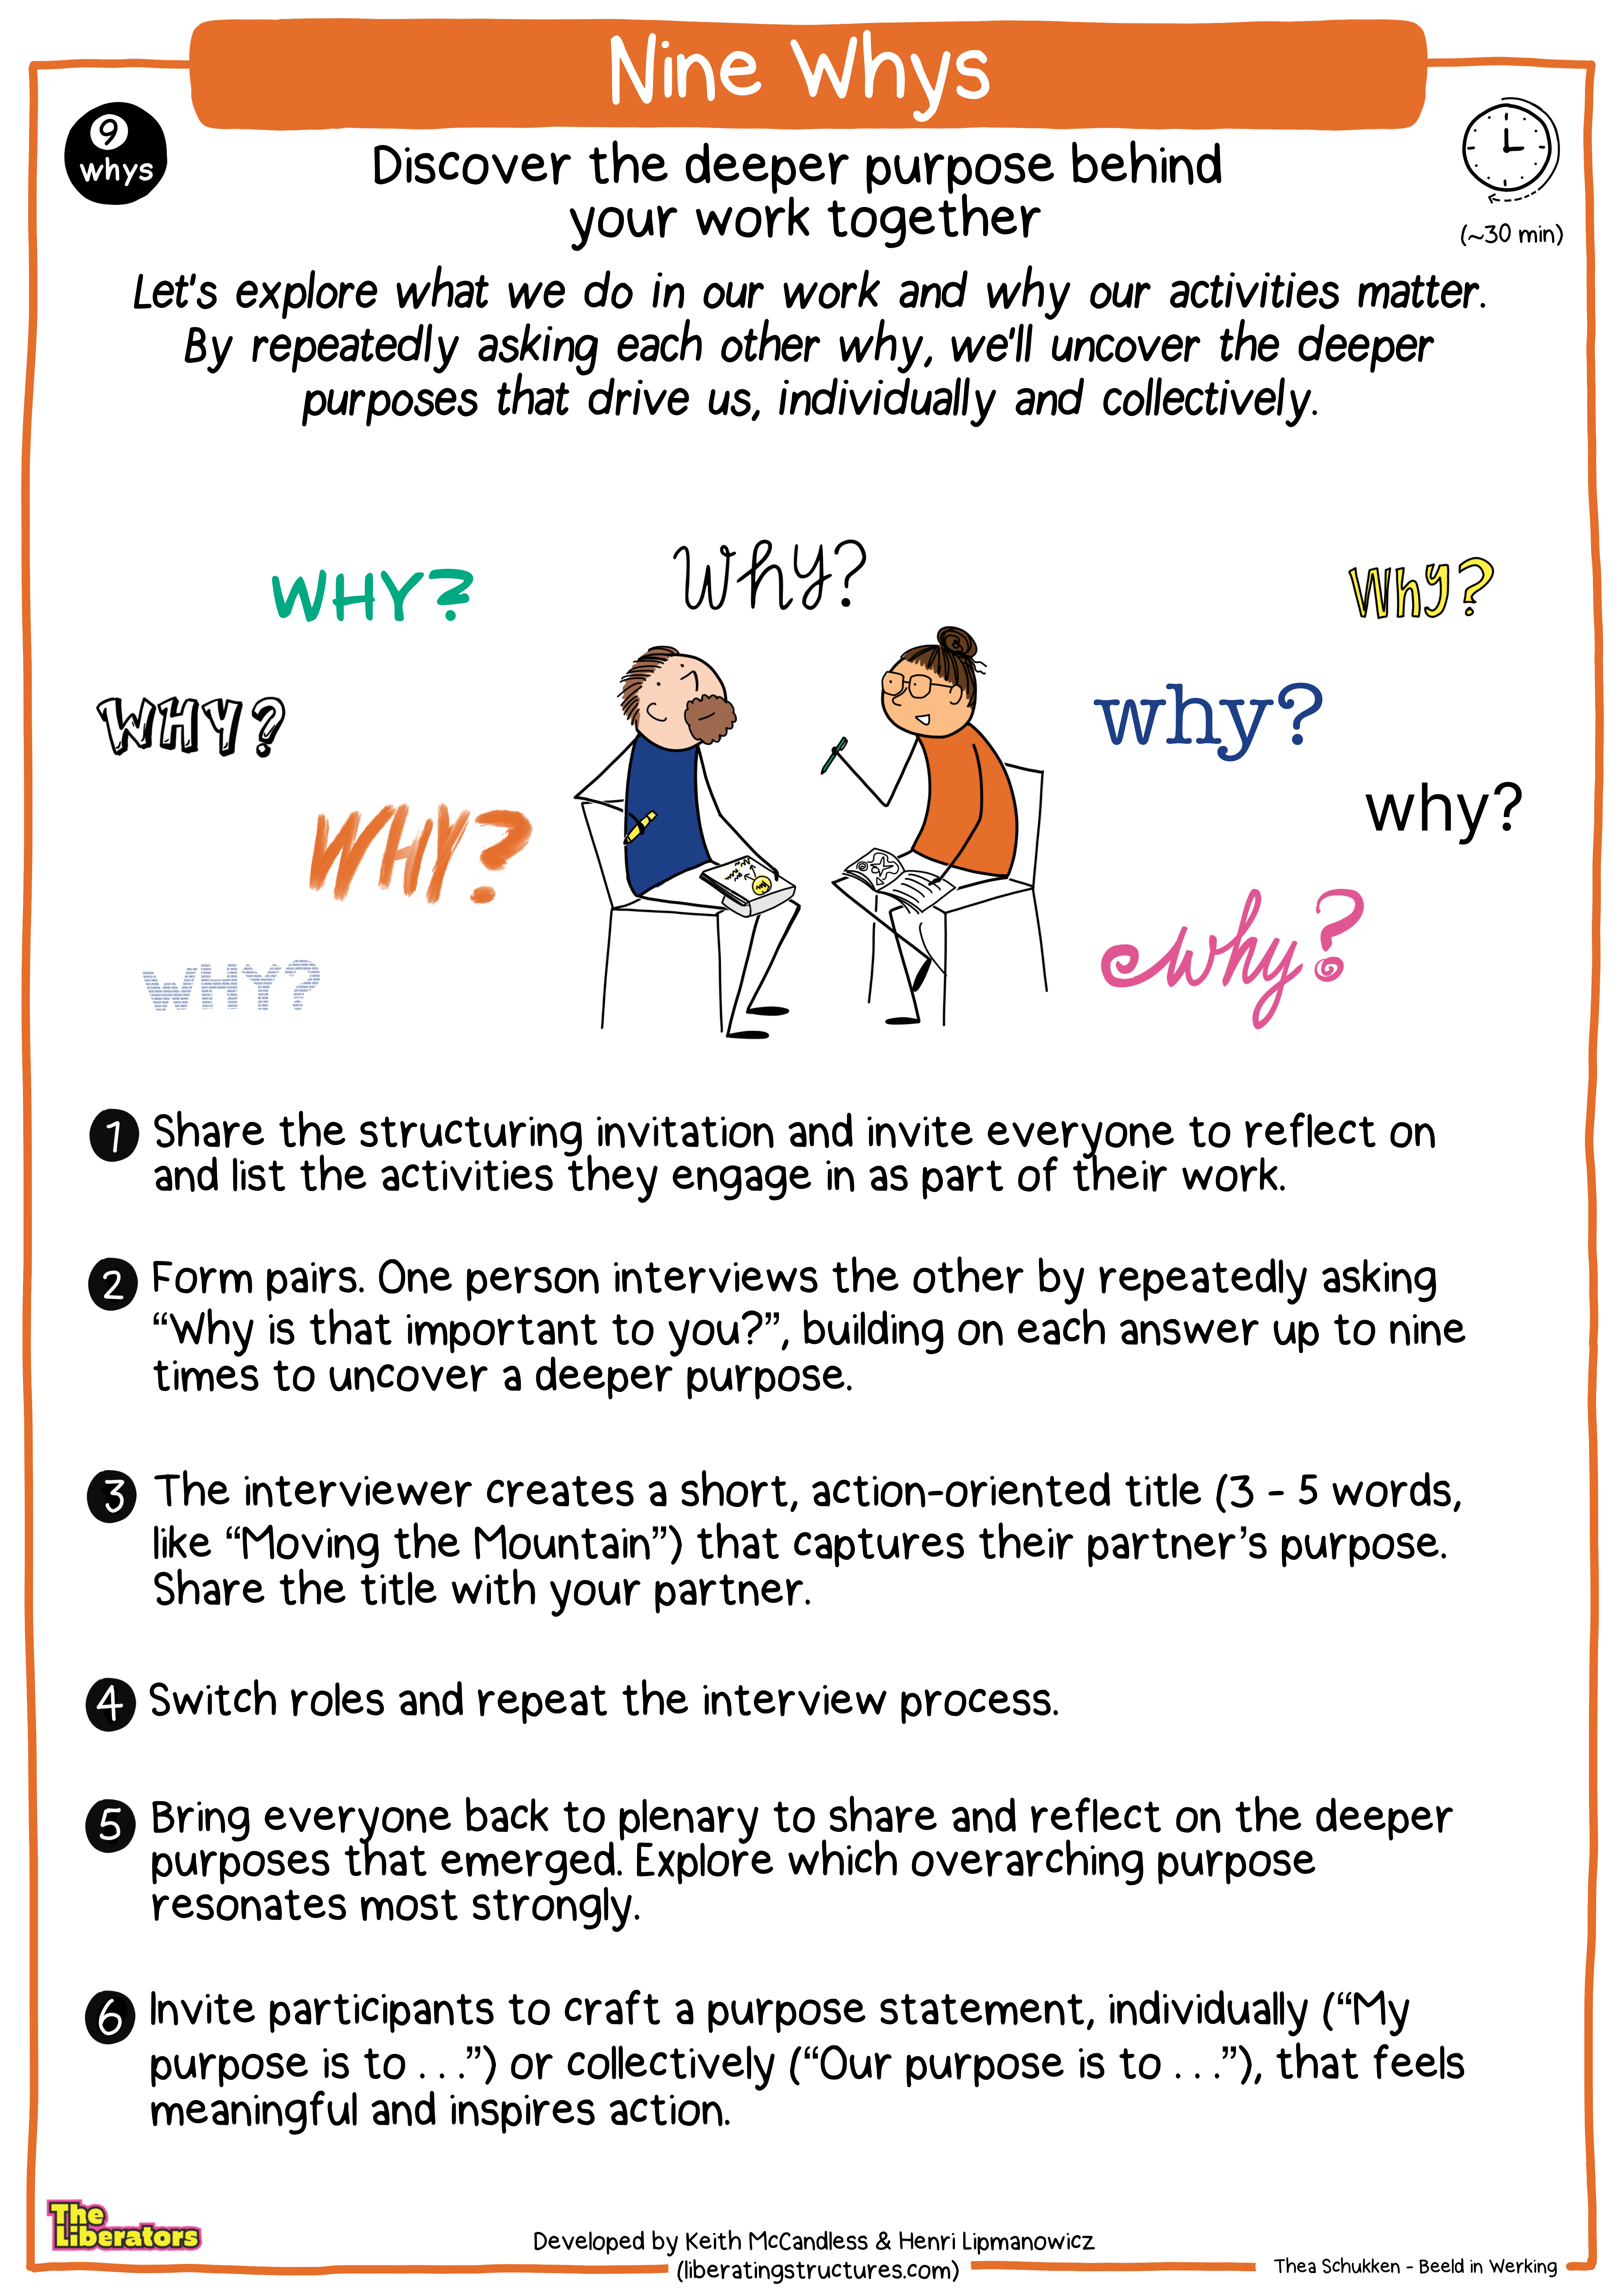 Nine Whys
9
whys
Discover the deeper purpose behind
your work together
(~30 min)
Let's explore what we do in our work and why our activities matter.
By repeatedly asking each other why, we'll uncover the deeper
purposes that drive us, individually and collectively.
WHY?
Why?
Why?
WHY?
why?
WHY?
why?
WHY?
why?
1 Share the structuring invitation and invite everyone to reflect on
and list the activities they engage in as part of their work.
2 Form pairs. One person interviews the other by repeatedly asking
“Why is that important to you?”, building on each answer up to nine
times to uncover a deeper purpose.
3 The interviewer creates a short, action-oriented title (3 - 5 words,
like “Moving the Mountain”) that captures their partner’s purpose.
Share the title with your partner.
4 Switch roles and repeat the interview process.
5 Bring everyone back to plenary to share and reflect on the deeper
purposes that emerged. Explore which overarching purpose
resonates most strongly.
6 Invite participants to craft a purpose statement, individually (“My
purpose is to . . .”) or collectively (“Our purpose is to . . .”), that feels
meaningful and inspires action.
The
Liberators
Developed by Keith McCandless & Henri Lipmanowicz
(liberatingstructures.com)
Thea Schukken - Beeld in Werking